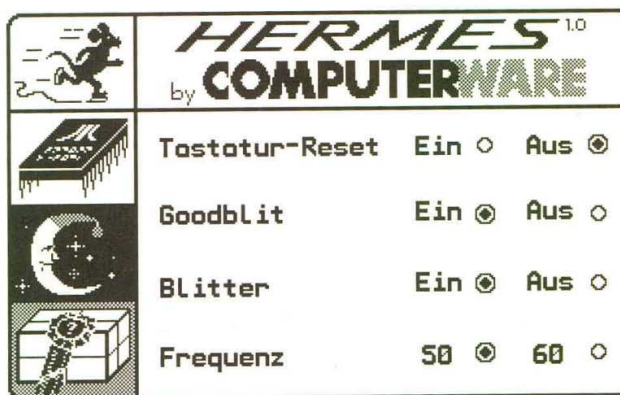 HERMES 1.0
by COMPUTERWARE
Tastatur-Reset Ein Aus
Goodblit Ein Aus
Blitter Ein Aus
Frequenz 50 60